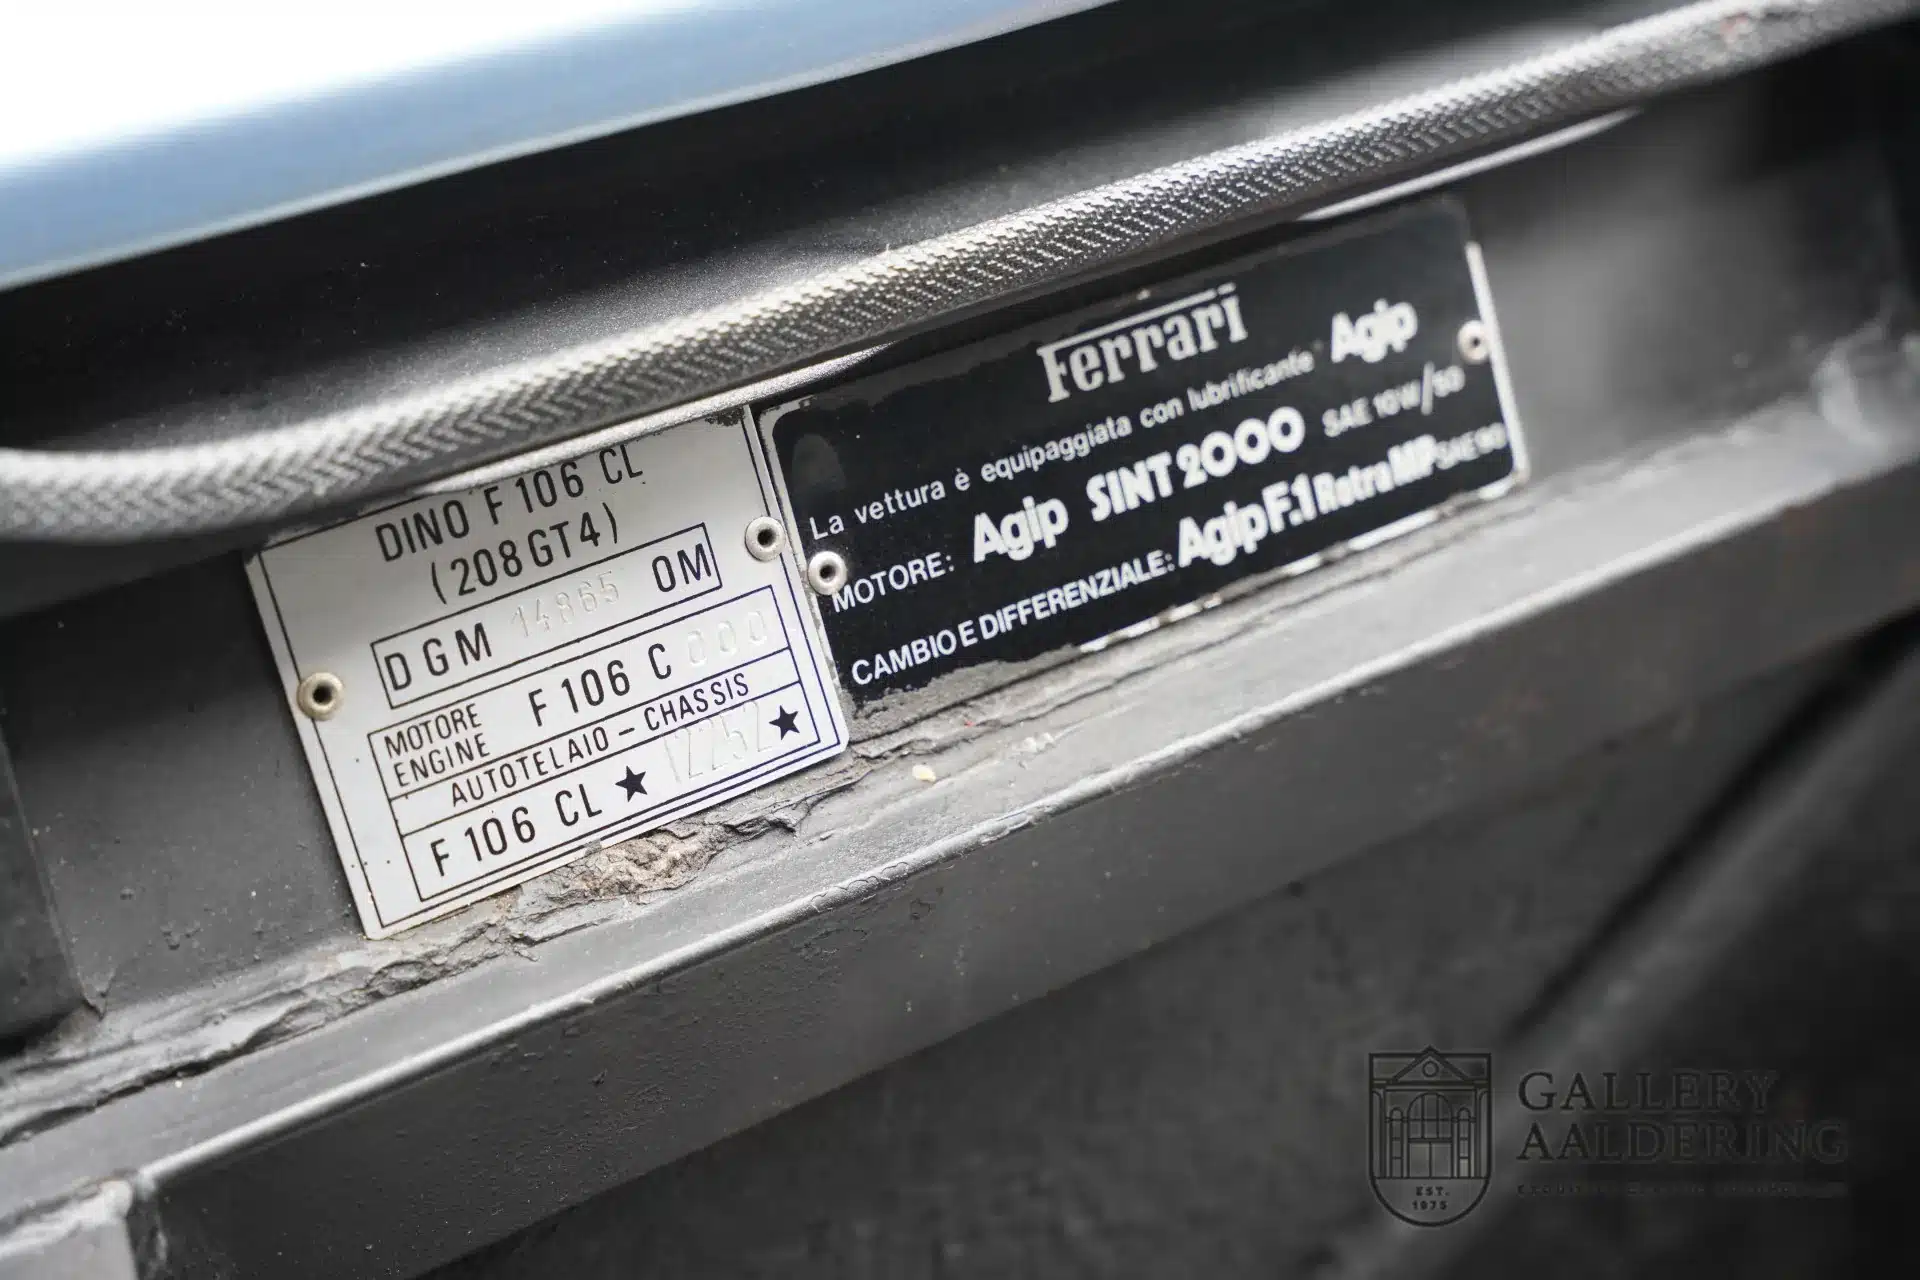 DINO F 106 CL
(208 GT 4)
DGM 14865 OM
MOTORE
ENGINE
F 106 C 000
AUTOTELAIO – CHASSIS
F 106 CL ★ 12252 ★
Ferrari
La vettura è equipaggiata con lubrificante Agip
MOTORE: Agip SINT 2000 SAE 10W/50
CAMBIO E DIFFERENZIALE: Agip F.1 Rotra MP SAE 90
GALLERY
AALDERING
EST.
1975